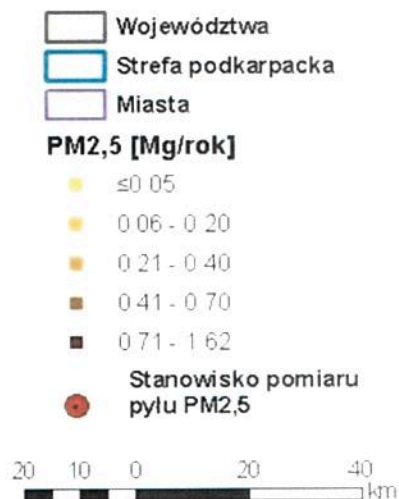 Województwa
Strefa podkarpacka
Miasta
PM2,5 [Mg/rok]
≤0 05
0 06 - 0 20
0 21 - 0 40
0 41 - 0 70
0 71 - 1 62
Stanowisko pomiaru
pyłu PM2,5
20 10 0 20 40
km